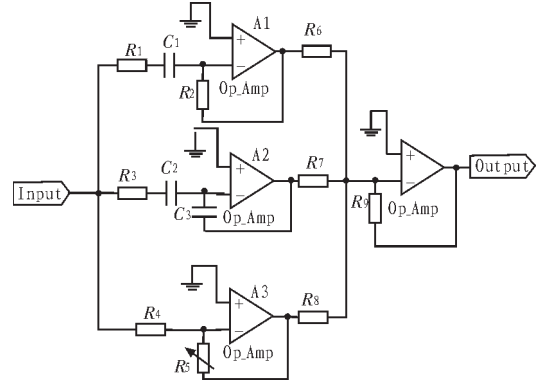 A1
R1
C1
R2
Op_Amp
R6
A2
R3
C2
C3
Op_Amp
R7
Input
Output
R9
Op_Amp
A3
R4
R5
Op_Amp
R8